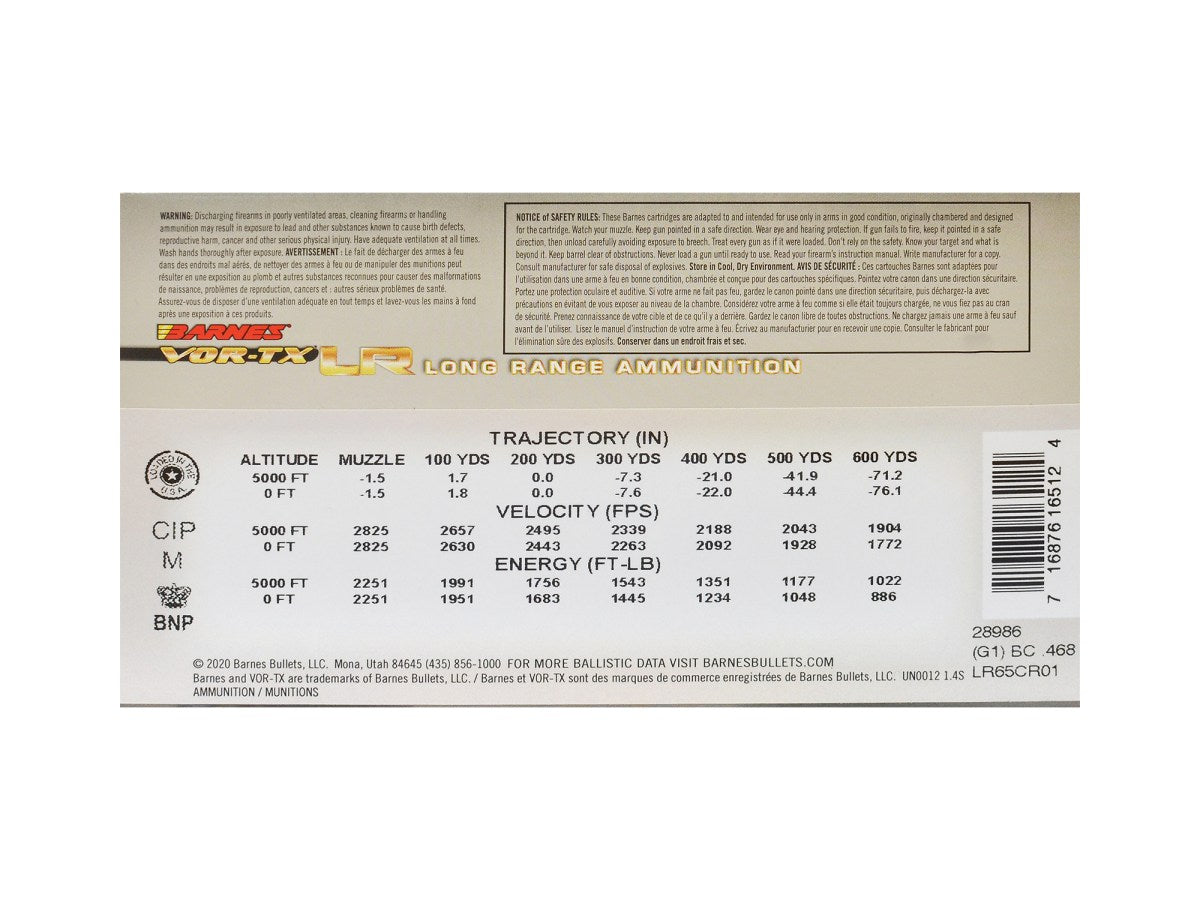 WARNING: Discharging firearms in poorly ventilated areas, cleaning firearms or handling
ammunition may result in exposure to lead and other substances known to cause birth defects,
reproductive harm, cancer and other serious physical injury. Have adequate ventilation at all times.
Wash hands thoroughly after exposure. AVERTISSEMENT : Le fait de décharger des armes à feu
dans des endroits mal aérés, de nettoyer des armes à feu ou de manipuler des munitions peut
résulter en une exposition au plomb et autres substances reconnues pour causer des malformations
de naissance, problèmes de reproduction, cancers et : autres sérieux problèmes de santé.
Assurez-vous de disposer d'une ventilation adéquate en tout temps et lavez-vous les mains à fond
après une exposition à ces produits.
NOTICE of SAFETY RULES: These Barnes cartridges are adapted to and intended for use only in arms in good condition, originally chambered and designed
for the cartridge. Watch your muzzle. Keep gun pointed in a safe direction. Wear eye and hearing protection. If gun fails to fire, keep it pointed in a safe
direction, then unload carefully avoiding exposure to breech. Treat every gun as if it were loaded. Don't rely on the safety. Know your target and what is
beyond it. Keep barrel clear of obstructions. Never load a gun until ready to use. Read your firearm's instruction manual. Write manufacturer for a copy.
Consult manufacturer for safe disposal of explosives. Store in Cool, Dry Environment. AVIS DE SÉCURITÉ : Ces cartouches Barnes sont adaptées pour
l'utilisation dans une arme à feu en bonne condition, chambrée et conçue pour des cartouches spécifiques. Pointez votre canon dans une direction sécuritaire.
Portez une protection oculaire et auditive. Si votre arme ne fait pas feu, gardez le canon pointé dans une direction sécuritaire, puis déchargez-la avec
précautions en évitant de vous exposer au niveau de la chambre. Considérez votre arme à feu comme si elle était toujours chargée, ne vous fiez pas au cran
de sécurité. Prenez connaissance de votre cible et de ce qu'il y a derrière. Gardez le canon libre de toutes obstructions. Ne chargez jamais une arme à feu sauf
avant de l'utiliser. Lisez le manuel d'instruction de votre arme à feu. Écrivez au manufacturier pour en recevoir une copie. Consulter le fabricant pour
l'élimination sûre des explosifs. Conserver dans un endroit frais et sec.
BARNES
VOR-TX LR LONG RANGE AMMUNITION
LOADED IN THE U.S.A.
TRAJECTORY (IN)
ALTITUDE MUZZLE 100 YDS 200 YDS 300 YDS 400 YDS 500 YDS 600 YDS
5000 FT -1.5 1.7 0.0 -7.3 -21.0 -41.9 -71.2
0 FT -1.5 1.8 0.0 -7.6 -22.0 -44.4 -76.1
VELOCITY (FPS)
5000 FT 2825 2657 2495 2339 2188 2043 1904
0 FT 2825 2630 2443 2263 2092 1928 1772
ENERGY (FT-LB)
5000 FT 2251 1991 1756 1543 1351 1177 1022
0 FT 2251 1951 1683 1445 1234 1048 886
CIP
M
BNP
7 16876 16512 4
28986
(G1) BC .468
LR65CR01
© 2020 Barnes Bullets, LLC. Mona, Utah 84645 (435) 856-1000 FOR MORE BALLISTIC DATA VISIT BARNESBULLETS.COM
Barnes and VOR-TX are trademarks of Barnes Bullets, LLC. / Barnes et VOR-TX sont des marques de commerce enregistrées de Barnes Bullets, LLC. UN0012 1.4S
AMMUNITION / MUNITIONS